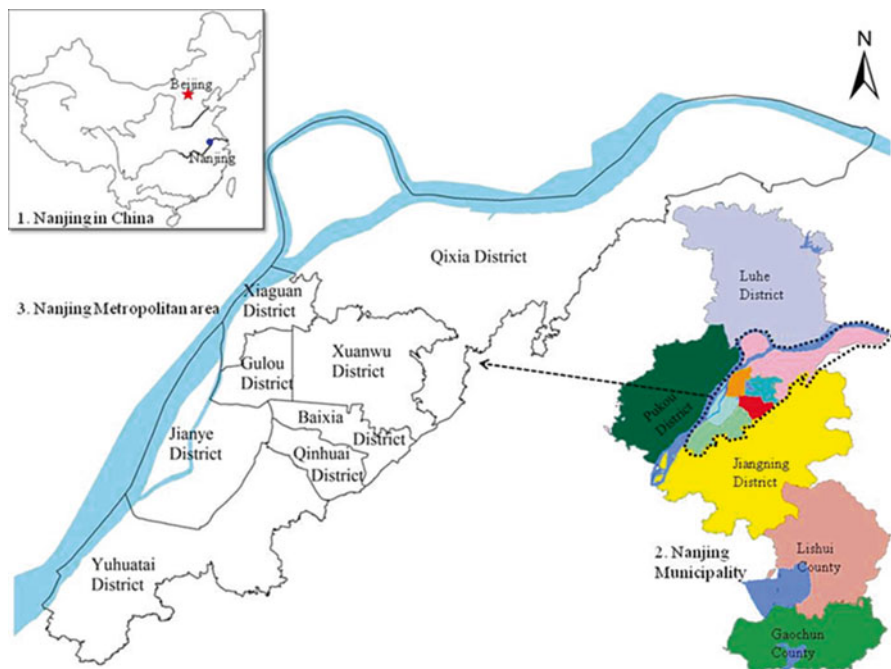 N
Beijing
Nanjing
1. Nanjing in China
Qixia District
3. Nanjing Metropolitan area
Xiaguan
District
Gulou
District
Xuanwu
District
Baixia
District
Jianye
District
Qinhuai
District
Yuhuatai
District
Luhe
District
Pukou
District
Jiangning
District
2. Nanjing
Municipality
Lishui
County
Gaochun
County